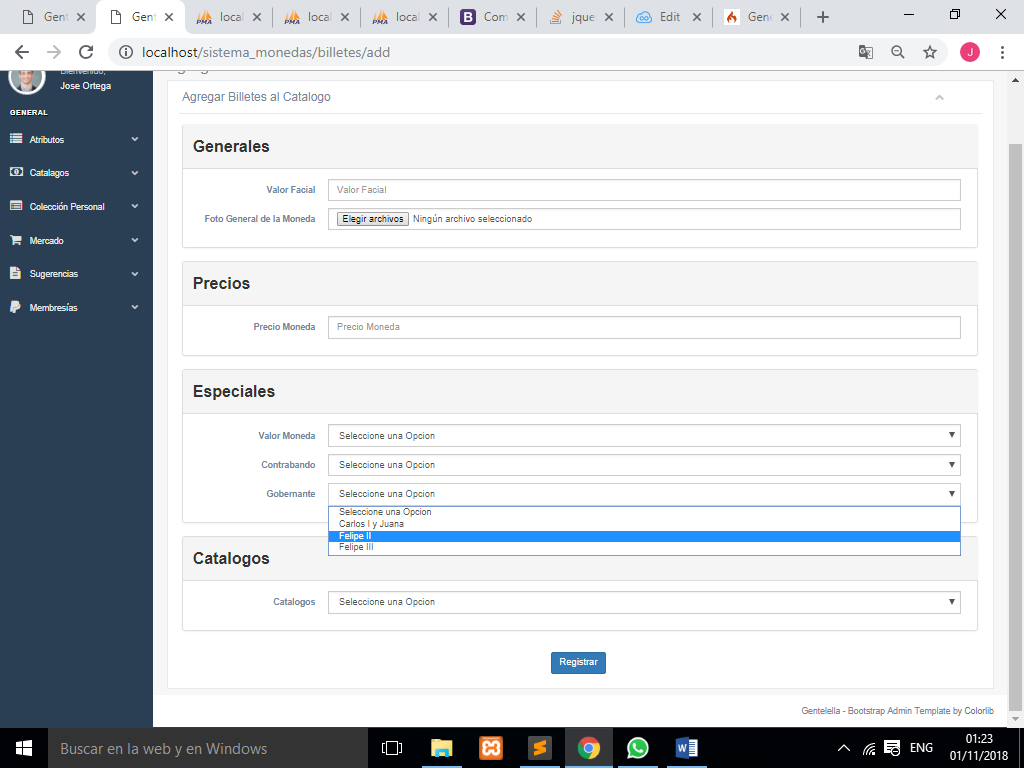 Gent
Gent
local
local
local
Com
jque
Edit
Gene
localhost/sistema_monedas/billetes/add
J
Bienvenido,
Jose Ortega
GENERAL
Atributos
Catalagos
Colección Personal
Mercado
Sugerencias
Membresías
Agregar Billetes al Catalogo
Generales
Valor Facial
Valor Facial
Foto General de la Moneda
Elegir archivos Ningún archivo seleccionado
Precios
Precio Moneda
Precio Moneda
Especiales
Valor Moneda
Seleccione una Opcion
Contrabando
Seleccione una Opcion
Gobernante
Seleccione una Opcion
Seleccione una Opcion
Carlos I y Juana
Felipe II
Felipe III
Catalogos
Catalogos
Seleccione una Opcion
Registrar
Gentelella - Bootstrap Admin Template by Colorlib
Buscar en la web y en Windows
ENG
01:23
01/11/2018